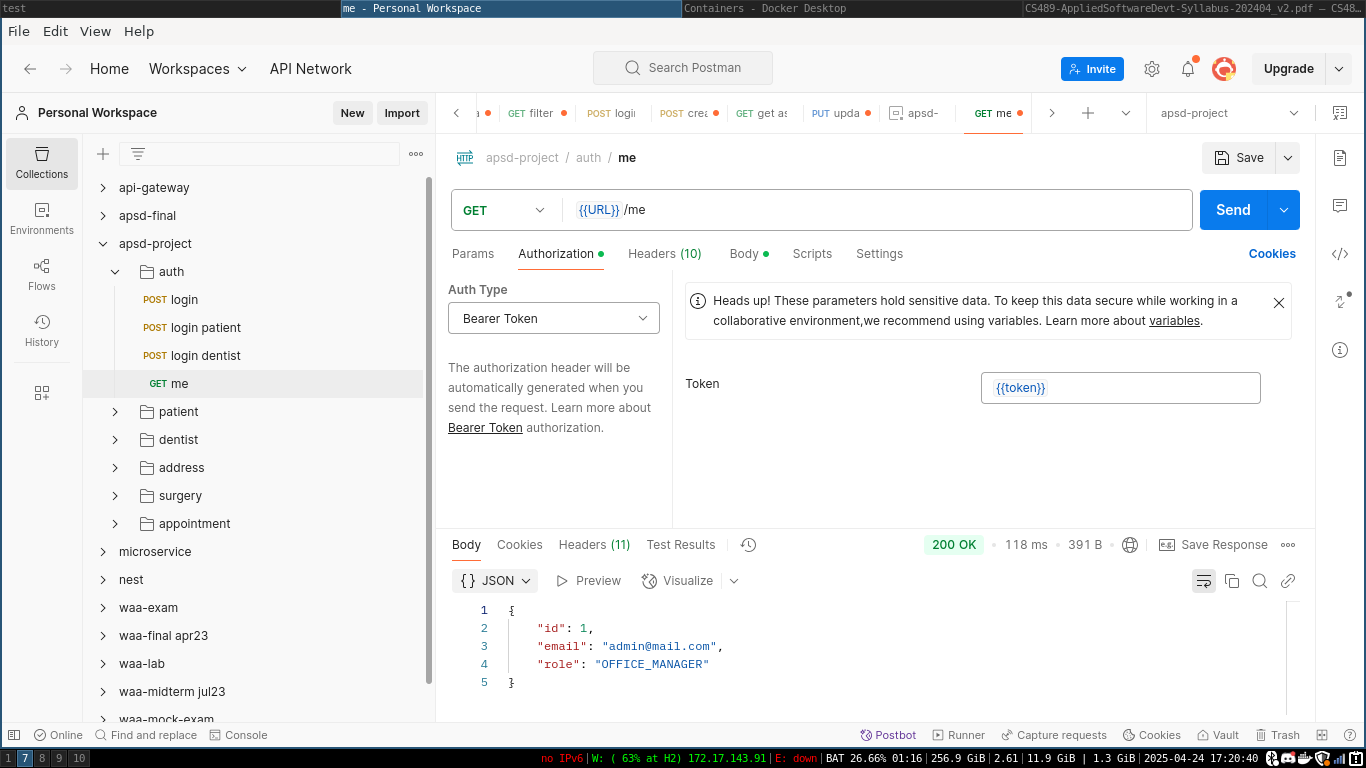 test
me - Personal Workspace
Containers - Docker Desktop
CS489-AppliedSoftwareDevt-Syllabus-202404_v2.pdf — CS48…
File Edit View Help
Home Workspaces API Network
Search Postman
Invite
Upgrade
Personal Workspace
New Import
GET filter
POST login
POST crea
GET get as
PUT upda
apsd-
GET me
apsd-project
Collections
Environments
Flows
History
api-gateway
apsd-final
apsd-project
auth
POST login
POST login patient
POST login dentist
GET me
patient
dentist
address
surgery
appointment
microservice
nest
waa-exam
waa-final apr23
waa-lab
waa-midterm jul23
waa-mock-exam
HTTP apsd-project / auth / me
Save
GET {{URL}} /me
Send
Params Authorization Headers (10) Body Scripts Settings
Cookies
Auth Type
Bearer Token
The authorization header will be
automatically generated when you
send the request. Learn more about
Bearer Token authorization.
Heads up! These parameters hold sensitive data. To keep this data secure while working in a
collaborative environment,we recommend using variables. Learn more about variables.
Token {{token}}
Body Cookies Headers (11) Test Results
200 OK • 118 ms • 391 B
e.g. Save Response
{ } JSON Preview Visualize
1 {
2 "id": 1,
3 "email": "admin@mail.com",
4 "role": "OFFICE_MANAGER"
5 }
Online Find and replace Console
Postbot Runner Capture requests Cookies Vault Trash
1 7 8 9 10
no IPv6|W: ( 63% at H2) 172.17.143.91|E: down|BAT 26.66% 01:16|256.9 GiB|2.61|11.9 GiB | 1.3 GiB|2025-04-24 17:20:40